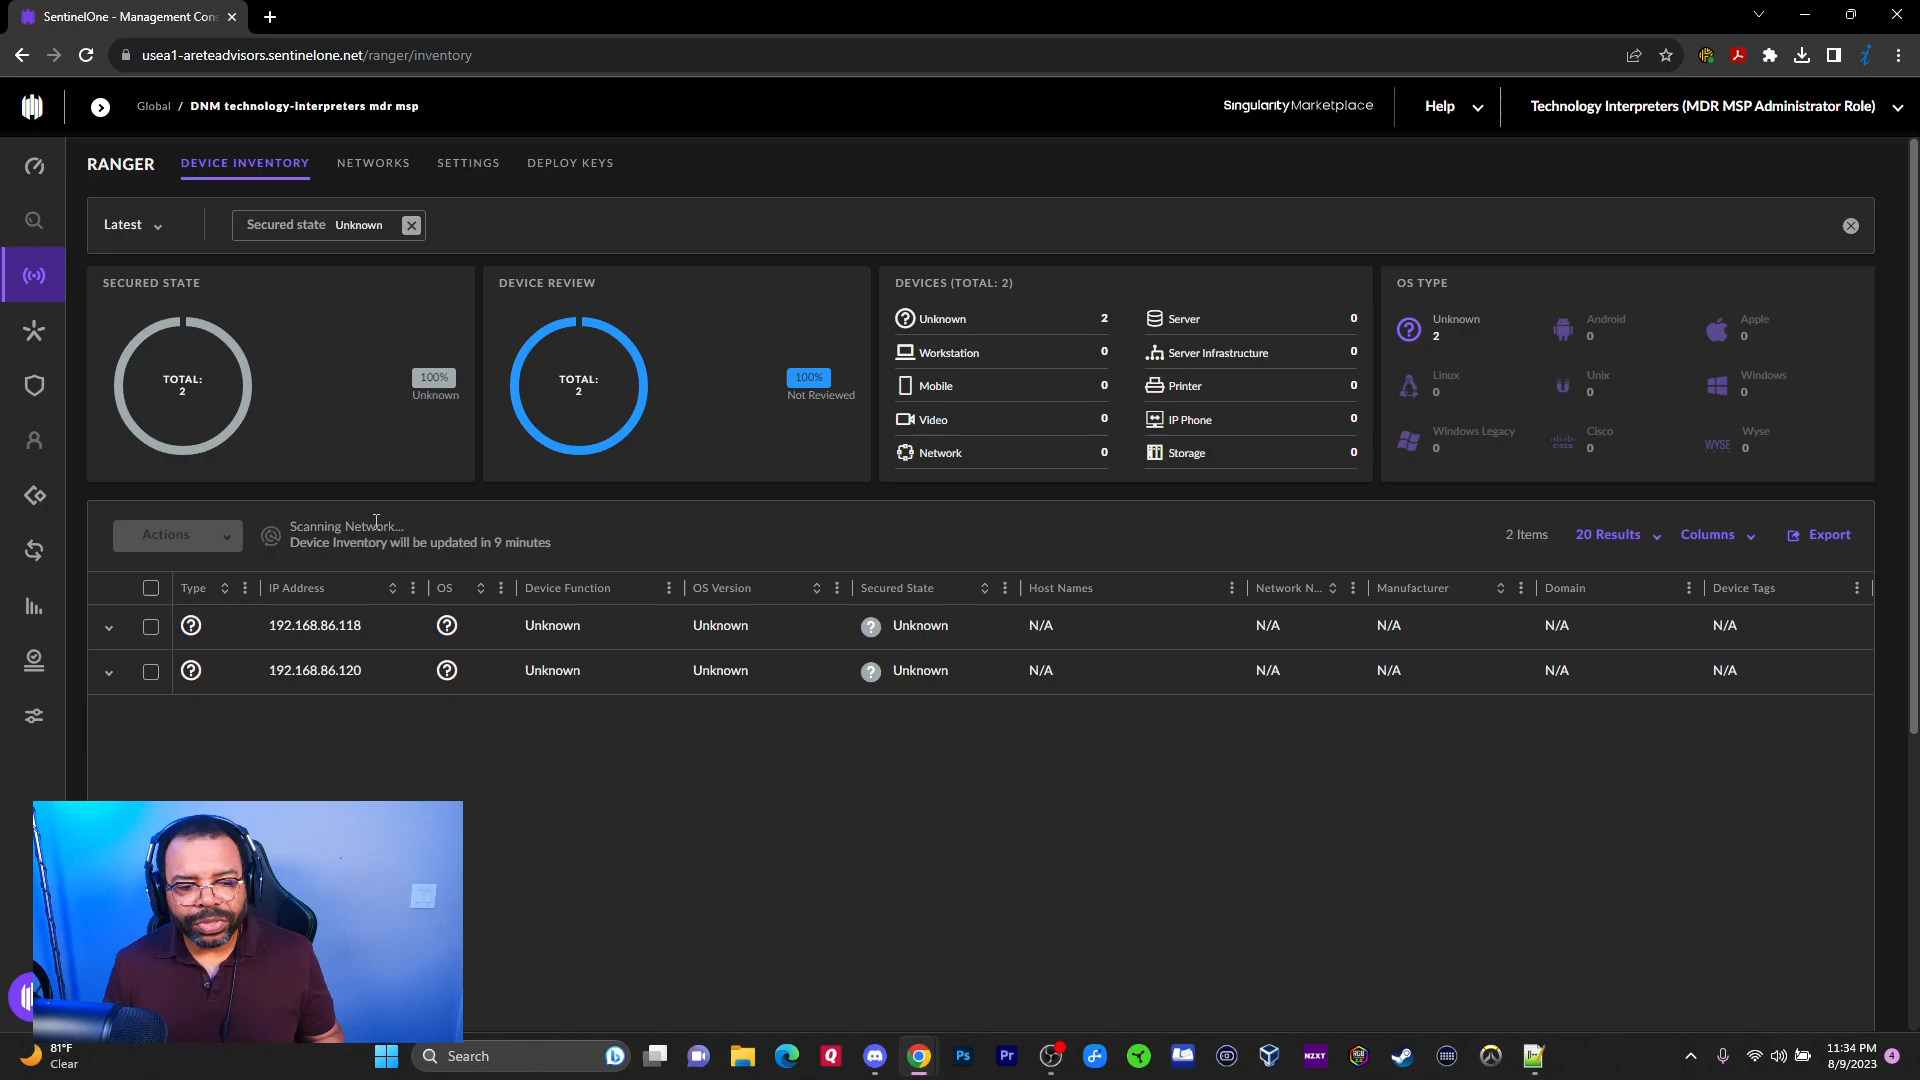 SentinelOne - Management Cons
usea1-areteadvisors.sentinelone.net/ranger/inventory
Global / DNM technology-interpreters mdr msp
Singularity Marketplace
Help
Technology Interpreters (MDR MSP Administrator Role)
RANGER
DEVICE INVENTORY
NETWORKS
SETTINGS
DEPLOY KEYS
Latest
Secured state Unknown
SECURED STATE
TOTAL:
2
100%
Unknown
DEVICE REVIEW
TOTAL:
2
100%
Not Reviewed
DEVICES (TOTAL: 2)
Unknown 2
Server 0
Workstation 0
Server Infrastructure 0
Mobile 0
Printer 0
Video 0
IP Phone 0
Network 0
Storage 0
OS TYPE
Unknown
2
Android
0
Apple
0
Linux
0
Unix
0
Windows
0
Windows Legacy
0
Cisco
0
Wyse
0
WYSE
Actions
Scanning Network...
Device Inventory will be updated in 9 minutes
2 Items
20 Results
Columns
Export
Type IP Address OS Device Function OS Version Secured State Host Names Network N... Manufacturer Domain Device Tags
192.168.86.118 Unknown Unknown Unknown N/A N/A N/A N/A N/A
192.168.86.120 Unknown Unknown Unknown N/A N/A N/A N/A N/A
81°F
Clear
Search
Ps
Pr
NZXT
11:34 PM
8/9/2023
4